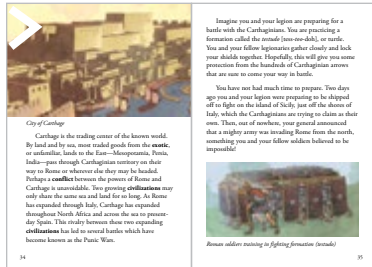 City of Carthage
Carthage is the trading center of the known world.
By land and by sea, most traded goods from the exotic,
or unfamiliar, lands to the East—Mesopotamia, Persia,
India—pass through Carthaginian territory on their
way to Rome or wherever else they may be headed.
Perhaps a conflict between the powers of Rome and
Carthage is unavoidable. Two growing civilizations may
only share the same sea and land for so long. As Rome
has expanded through Italy, Carthage has expanded
throughout North Africa and across the sea to present-
day Spain. This rivalry between these two expanding
civilizations has led to several battles which have
become known as the Punic Wars.
34
Imagine you and your legion are preparing for a
battle with the Carthaginians. You are practicing a
formation called the testudo [tess-too-doh], or turtle.
You and your fellow legionaries gather closely and lock
your shields together. Hopefully, this will give you some
protection from the hundreds of Carthaginian arrows
that are sure to come your way in battle.
You have not had much time to prepare. Two days
ago you and your legion were preparing to be shipped
off to fight on the island of Sicily, just off the shores of
Italy, which the Carthaginians are trying to claim as their
own. Then, out of nowhere, your general announced
that a mighty army was invading Rome from the north,
something you and your fellow soldiers believed to be
impossible!
Roman soldiers training in fighting formation (testudo)
35